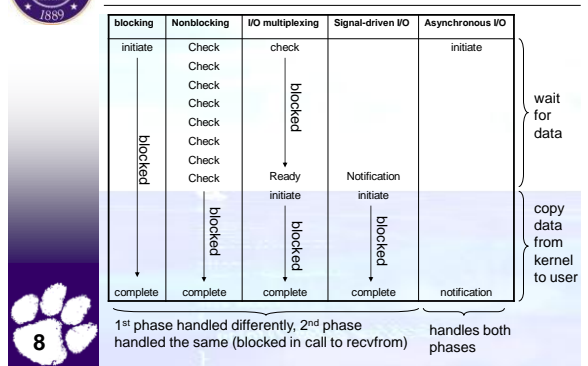 1889
blocking Nonblocking I/O multiplexing Signal-driven I/O Asynchronous I/O
initiate Check check initiate
Check
Check
Check
Check
Check
Check
Check Ready Notification
initiate initiate
blocked
blocked
blocked
blocked
blocked
complete complete complete complete notification
wait
for
data
copy
data
from
kernel
to user
1st phase handled differently, 2nd phase
handled the same (blocked in call to recvfrom)
handles both
phases
8